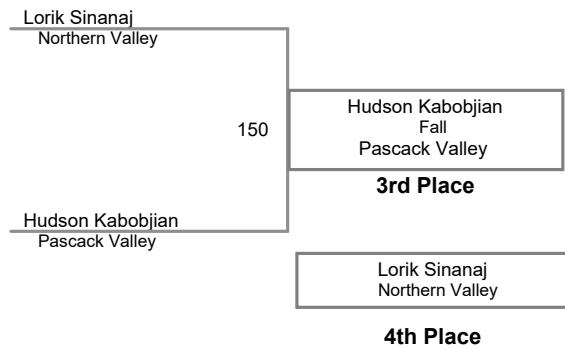 Lorik Sinanaj
Northern Valley
150
Hudson Kabobjian
Fall
Pascack Valley
3rd Place
Hudson Kabobjian
Pascack Valley
Lorik Sinanaj
Northern Valley
4th Place